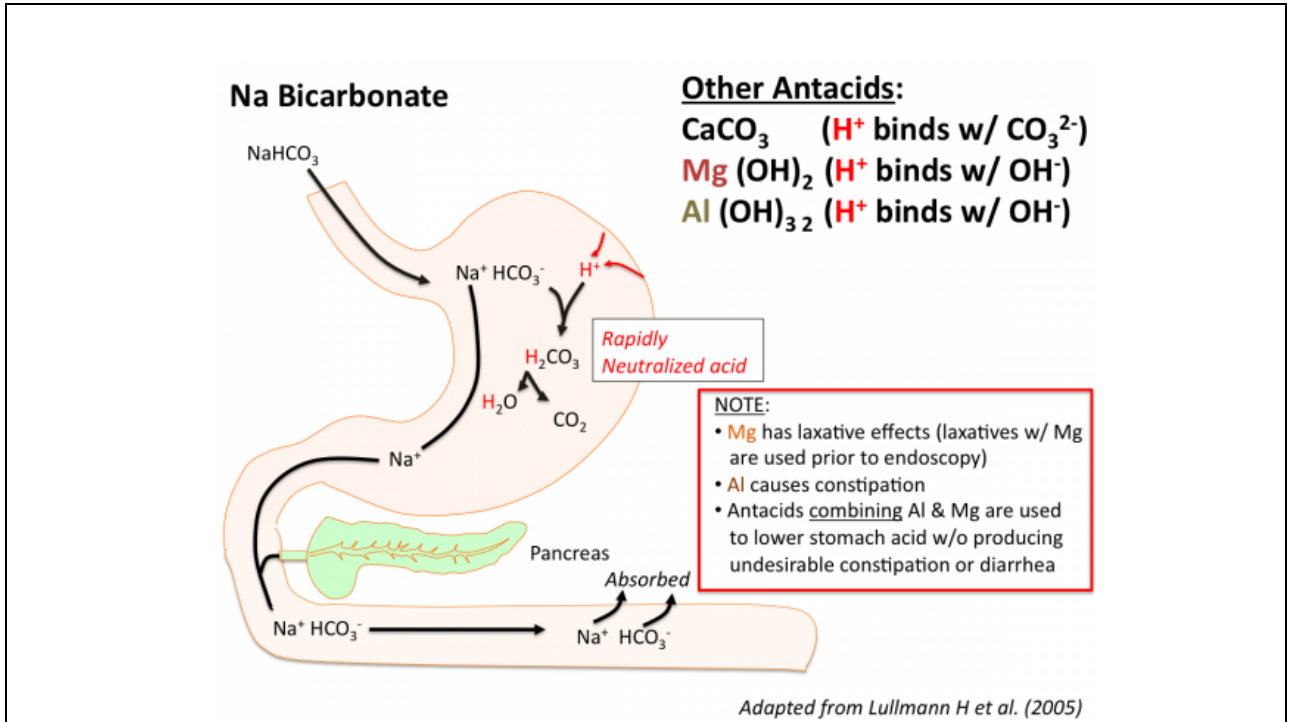 Na Bicarbonate
NaHCO₃
Na⁺ HCO₃⁻
H⁺
Rapidly
Neutralized acid
H₂CO₃
H₂O
CO₂
Na⁺
Pancreas
Absorbed
Na⁺ HCO₃⁻
Na⁺ HCO₃⁻
Other Antacids:
CaCO₃ (H⁺ binds w/ CO₃²⁻)
Mg (OH)₂ (H⁺ binds w/ OH⁻)
Al (OH)₃ ₂ (H⁺ binds w/ OH⁻)
NOTE:
• Mg has laxative effects (laxatives w/ Mg
are used prior to endoscopy)
• Al causes constipation
• Antacids combining Al & Mg are used
to lower stomach acid w/o producing
undesirable constipation or diarrhea
Adapted from Lullmann H et al. (2005)